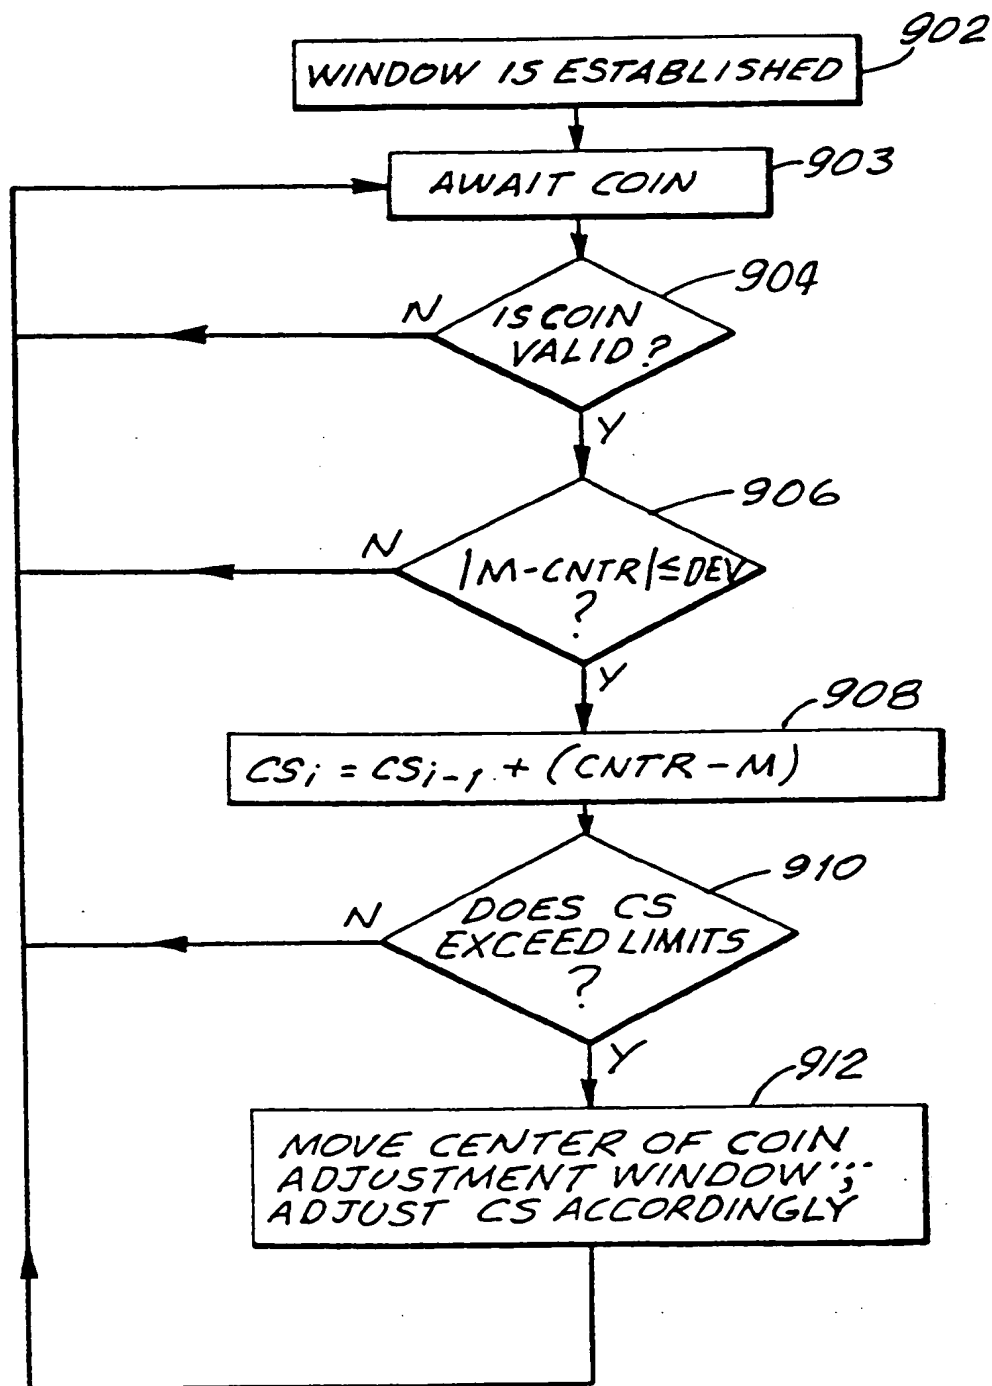 902
WINDOW IS ESTABLISHED
903
AWAIT COIN
904
N
IS COIN
VALID?
Y
906
N
|M-CNTR|≤DEV
?
Y
908
CSi = CSi-1 + (CNTR-M)
910
N
DOES CS
EXCEED LIMITS
?
Y
912
MOVE CENTER OF COIN
ADJUSTMENT WINDOW;
ADJUST CS ACCORDINGLY